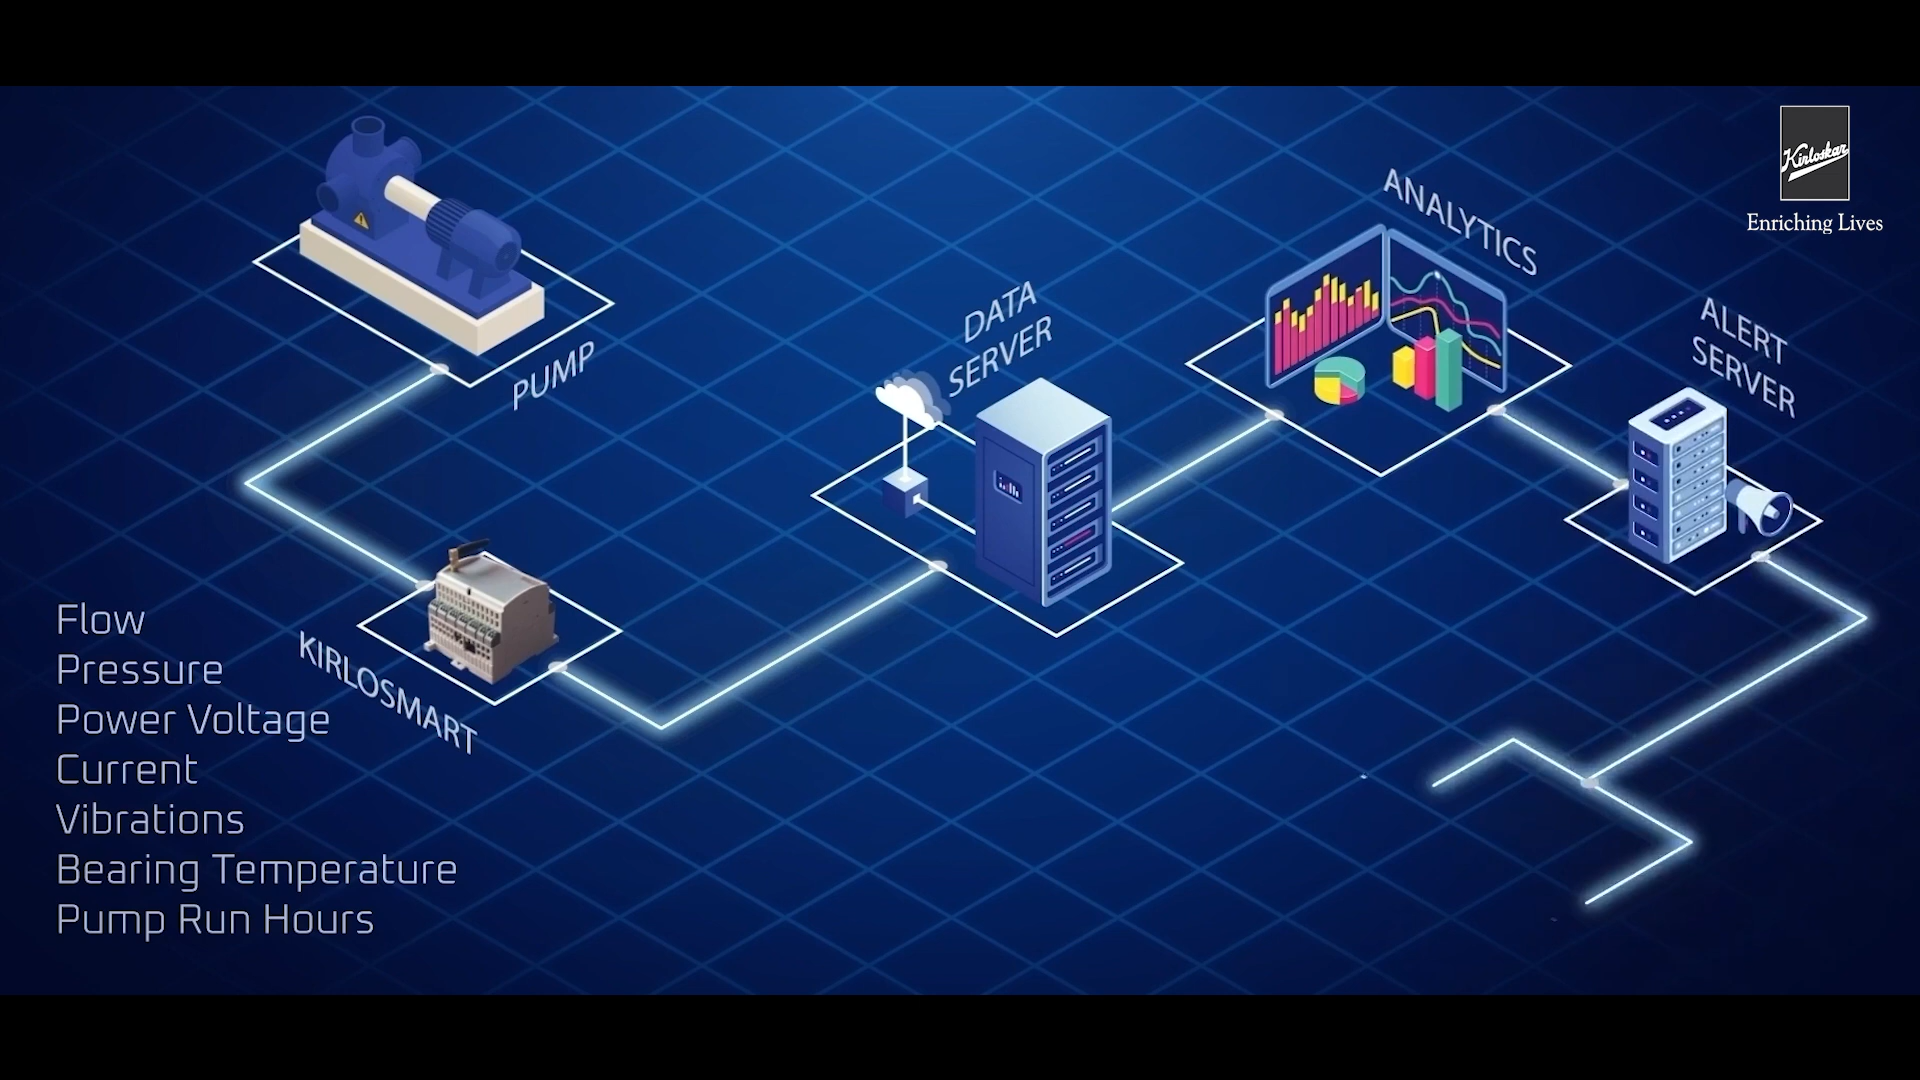 Kirloskar
Enriching Lives
ANALYTICS
DATA
SERVER
ALERT
SERVER
PUMP
KIRLOSMART
Flow
Pressure
Power Voltage
Current
Vibrations
Bearing Temperature
Pump Run Hours